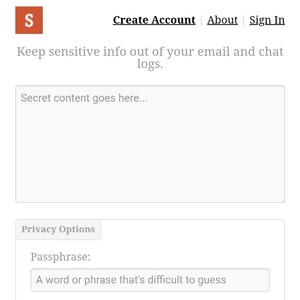 S
Create Account | About | Sign In
Keep sensitive info out of your email and chat
logs.
Secret content goes here...
Privacy Options
Passphrase:
A word or phrase that's difficult to guess